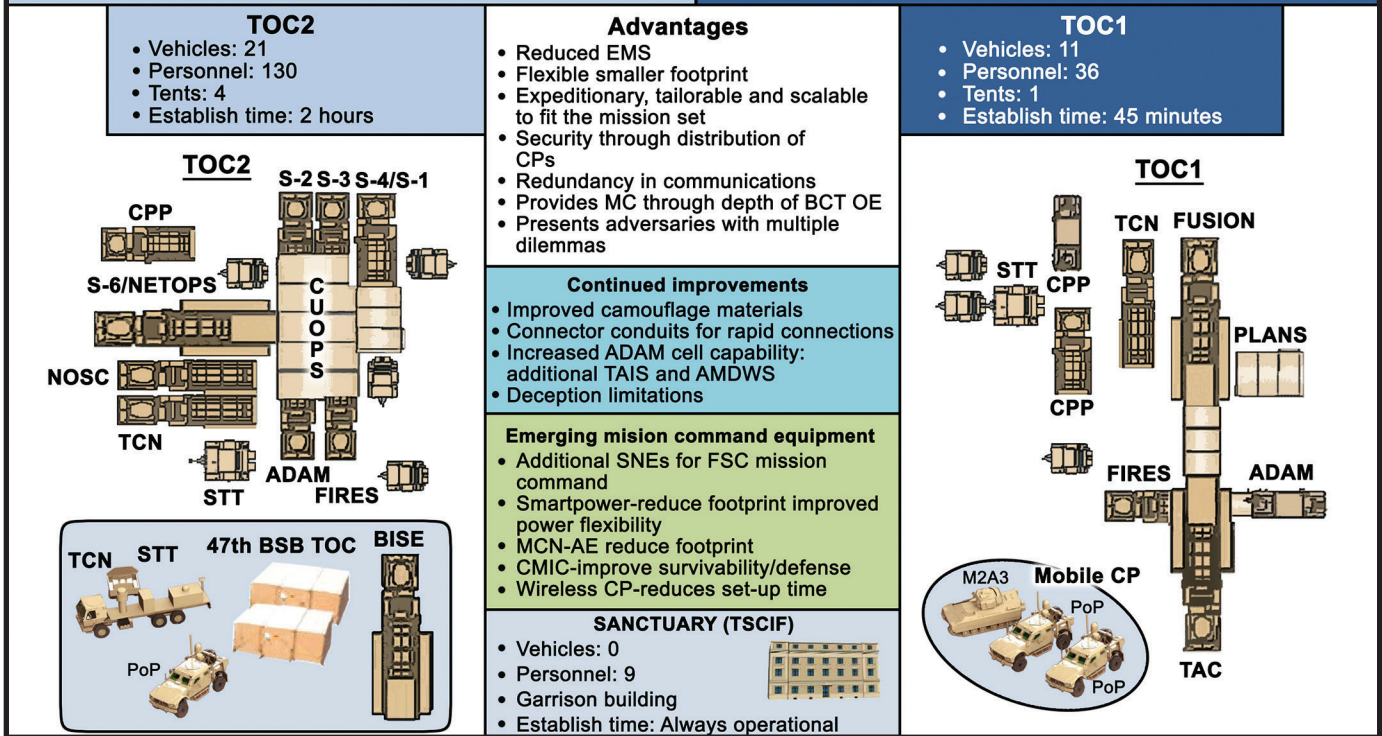 TOC2
• Vehicles: 21
• Personnel: 130
• Tents: 4
• Establish time: 2 hours
TOC2
S-2 S-3 S-4/S-1
CPP
S-6/NETOPS
CUOPS
NOSC
TCN
STT
ADAM
FIRES
TCN
STT
47th BSB TOC
BISE
PoP
Advantages
• Reduced EMS
• Flexible smaller footprint
• Expeditionary, tailorable and scalable
to fit the mission set
• Security through distribution of
CPs
• Redundancy in communications
• Provides MC through depth of BCT OE
• Presents adversaries with multiple
dilemmas
Continued improvements
• Improved camouflage materials
• Connector conduits for rapid connections
• Increased ADAM cell capability:
additional TAIS and AMDWS
• Deception limitations
Emerging mision command equipment
• Additional SNEs for FSC mission
command
• Smartpower-reduce footprint improved
power flexibility
• MCN-AE reduce footprint
• CMIC-improve survivability/defense
• Wireless CP-reduces set-up time
SANCTUARY (TSCIF)
• Vehicles: 0
• Personnel: 9
• Garrison building
• Establish time: Always operational
TOC1
• Vehicles: 11
• Personnel: 36
• Tents: 1
• Establish time: 45 minutes
TOC1
TCN
FUSION
STT
CPP
PLANS
CPP
FIRES
ADAM
M2A3
Mobile CP
PoP
PoP
TAC